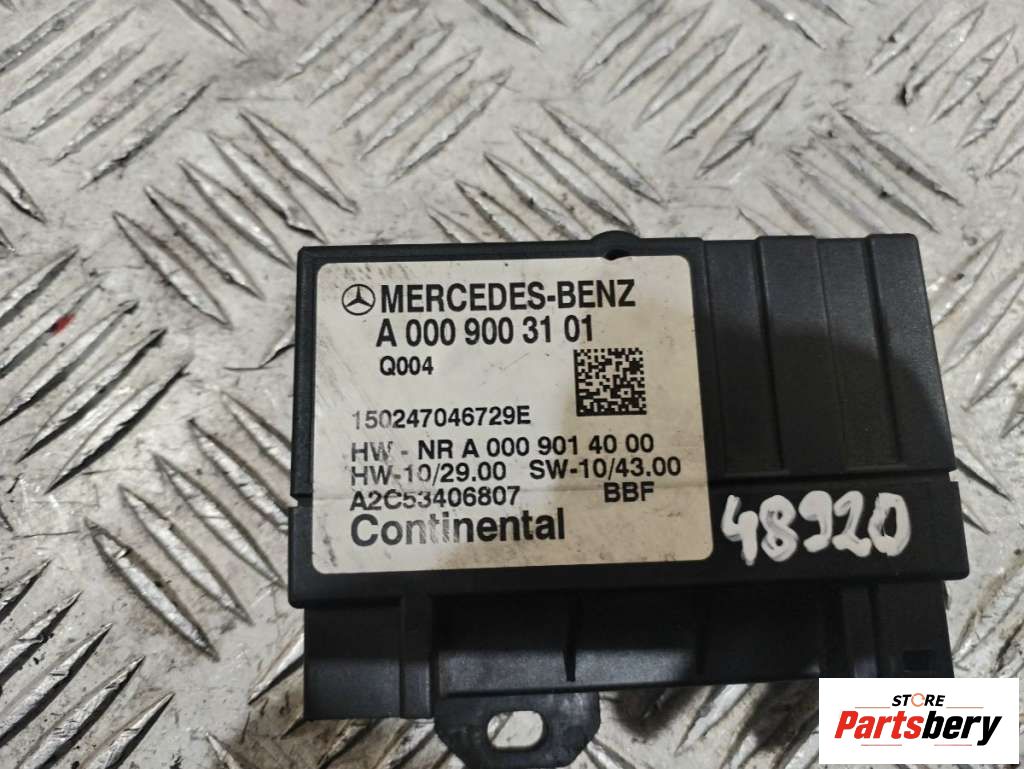 MERCEDES-BENZ
A 000 900 31 01
Q004
150247046729E
HW - NR A 000 901 40 00
HW-10/29.00 SW-10/43.00
A2C53406807 BBF
Continental
48920
STORE
Partsbery